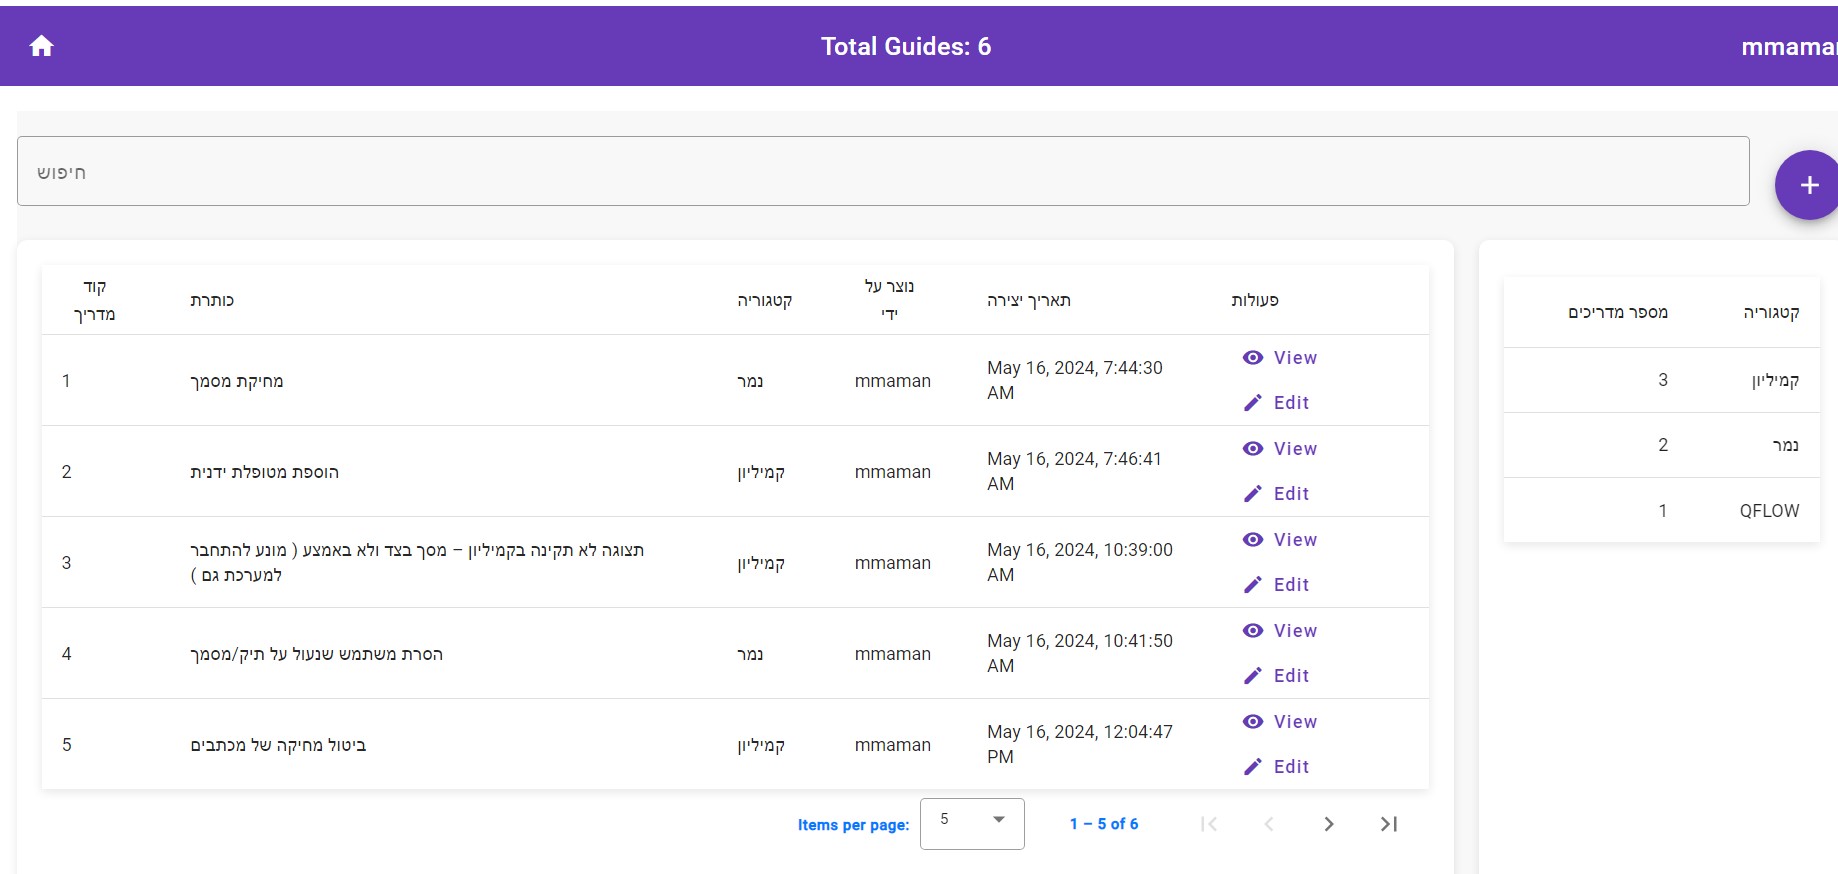 Total Guides: 6
חיפוש
+
קוד
מדריך
כותרת
קטגוריה
נוצר על
ידי
תאריך יצירה
פעולות
1
מחיקת מסמך
נמר
mmaman
May 16, 2024, 7:44:30
AM
View
Edit
2
הוספת מטופלת ידנית
קמיליון
mmaman
May 16, 2024, 7:46:41
AM
View
Edit
3
תצוגה לא תקינה בקמיליון – מסך בצד ולא באמצע ( מונע להתחבר
למערכת גם )
קמיליון
mmaman
May 16, 2024, 10:39:00
AM
View
Edit
4
הסרת משתמש שנעול על תיק/מסמך
נמר
mmaman
May 16, 2024, 10:41:50
AM
View
Edit
5
ביטול מחיקה של מכתבים
קמיליון
mmaman
May 16, 2024, 12:04:47
PM
View
Edit
Items per page:
5
1 – 5 of 6
קטגוריה
מספר מדריכים
קמיליון
3
נמר
2
QFLOW
1